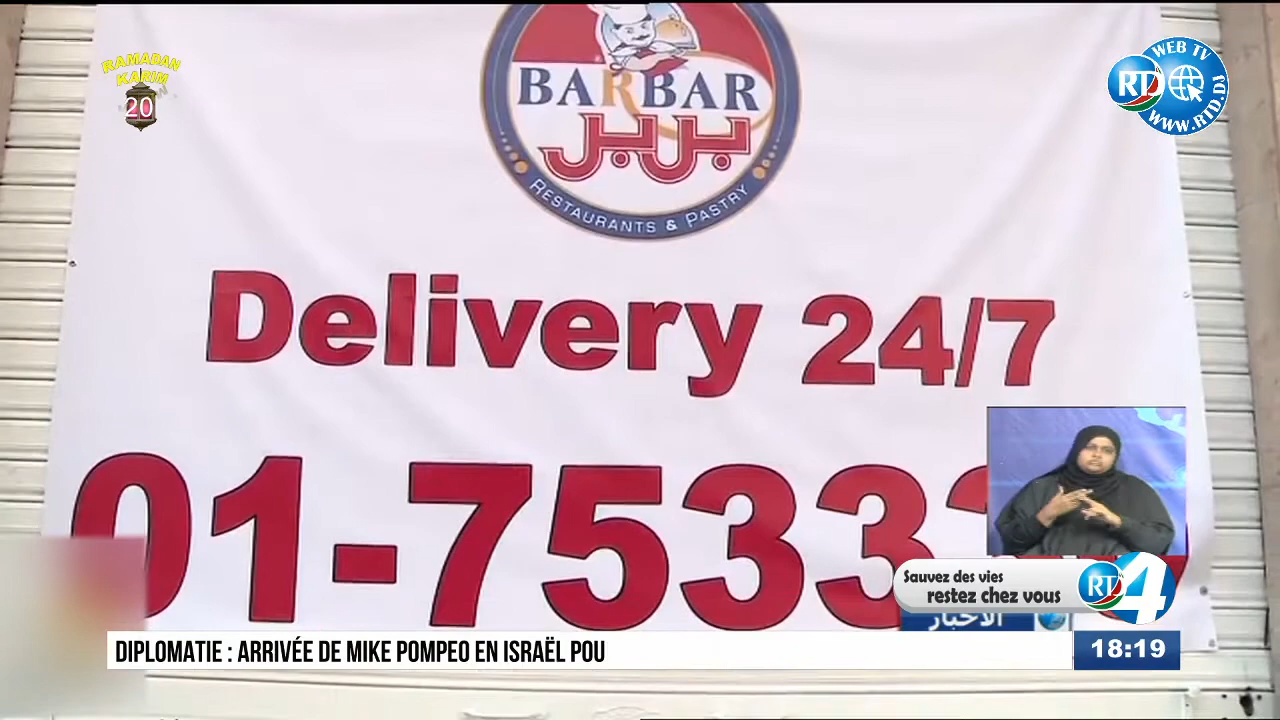 RAMADAN
KARIM
20
WEB TV
RTD
WWW.RTD.DJ
BARBAR
بربر
RESTAURANTS & PASTRY
Delivery 24/7
01-7533
Sauvez des vies
restez chez vous
RTD 4
الاخبار
DIPLOMATIE : ARRIVÉE DE MIKE POMPEO EN ISRAËL POU
18:19